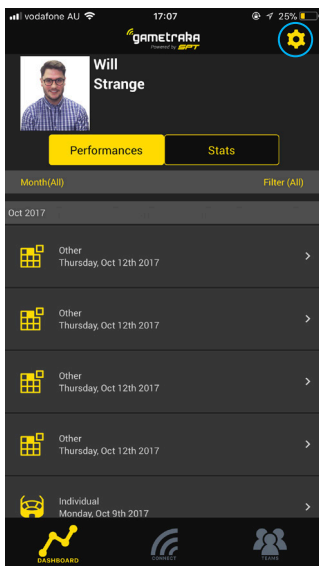 vodafone AU 17:07 25%
gametraka
Powered by SPT
Will
Strange
Performances Stats
Month(All) Filter (All)
Oct 2017
Other
Thursday, Oct 12th 2017
Other
Thursday, Oct 12th 2017
Other
Thursday, Oct 12th 2017
Other
Thursday, Oct 12th 2017
Individual
Monday, Oct 9th 2017
DASHBOARD CONNECT TEAMS